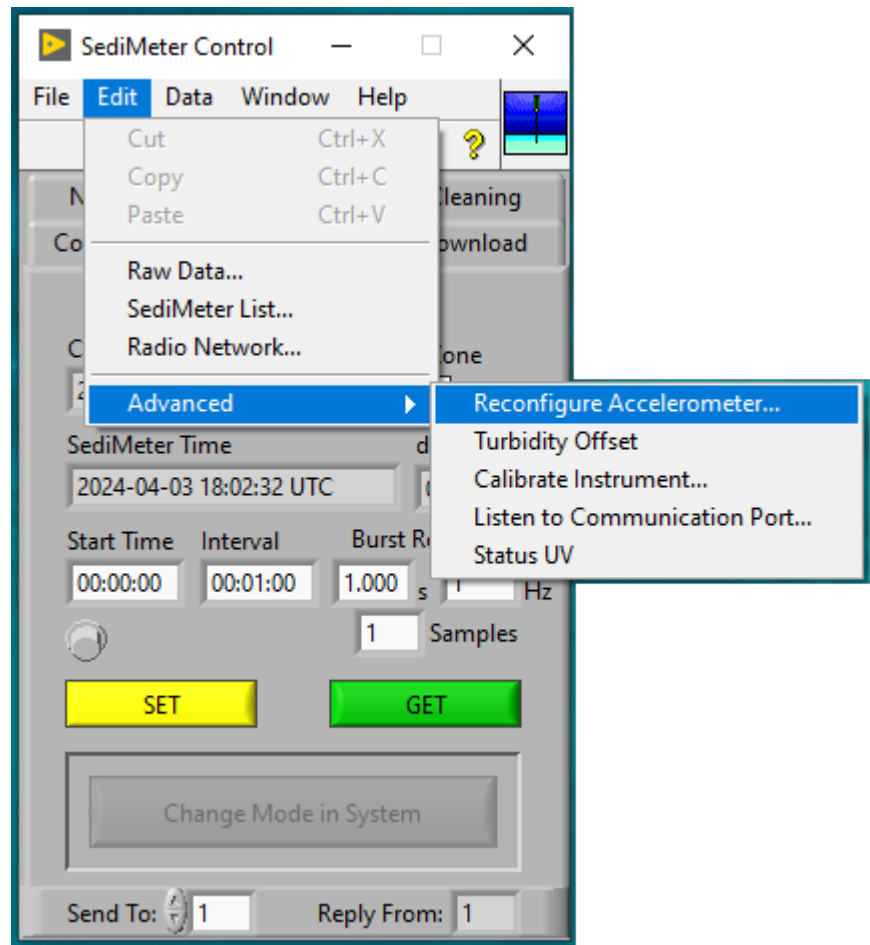 SediMeter Control
File Edit Data Window Help
Cut Ctrl+X
Copy Ctrl+C
Paste Ctrl+V
Raw Data...
SediMeter List...
Radio Network...
Advanced
Reconfigure Accelerometer...
Turbidity Offset
Calibrate Instrument...
Listen to Communication Port...
Status UV
SediMeter Time
2024-04-03 18:02:32 UTC
Start Time Interval Burst
00:00:00 00:01:00 1.000 s 1 Hz
1 Samples
SET GET
Change Mode in System
Send To: 1 Reply From: 1